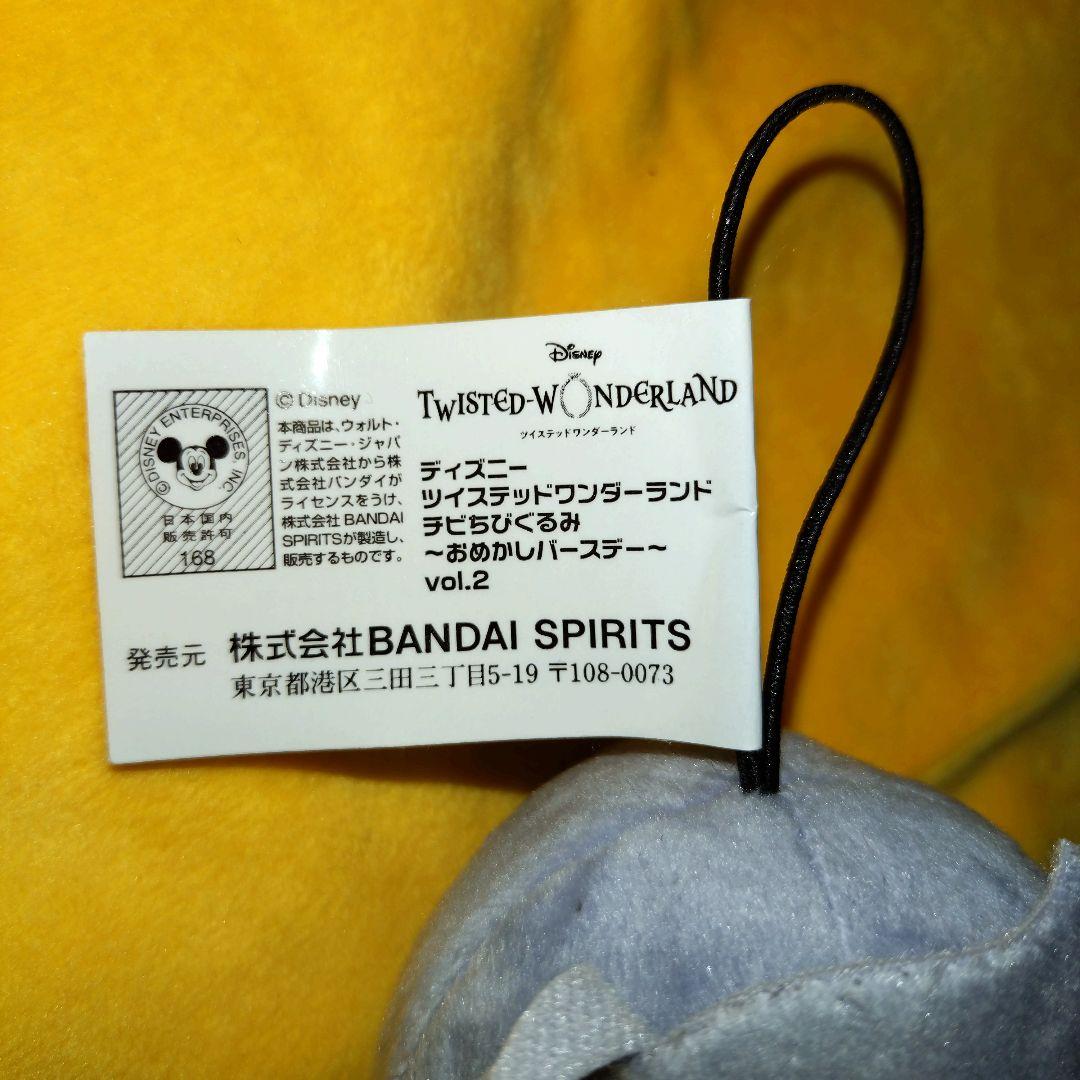 ©DISNEY ENTERPRISES INC.
日本国内
販売許可
168
© Disney
本商品は、ウォルト・
ディズニー・ジャパ
ン株式会社から株
式会社バンダイが
ライセンスをうけ、
株式会社 BANDAI
SPIRITSが製造し、
販売するものです。
Disney
TWISTED-WONDERLAND
ツイステッドワンダーランド
ディズニー
ツイステッドワンダーランド
チビちびぐるみ
～おめかしバースデー～
vol.2
発売元 株式会社BANDAI SPIRITS
東京都港区三田三丁目5-19 〒108-0073